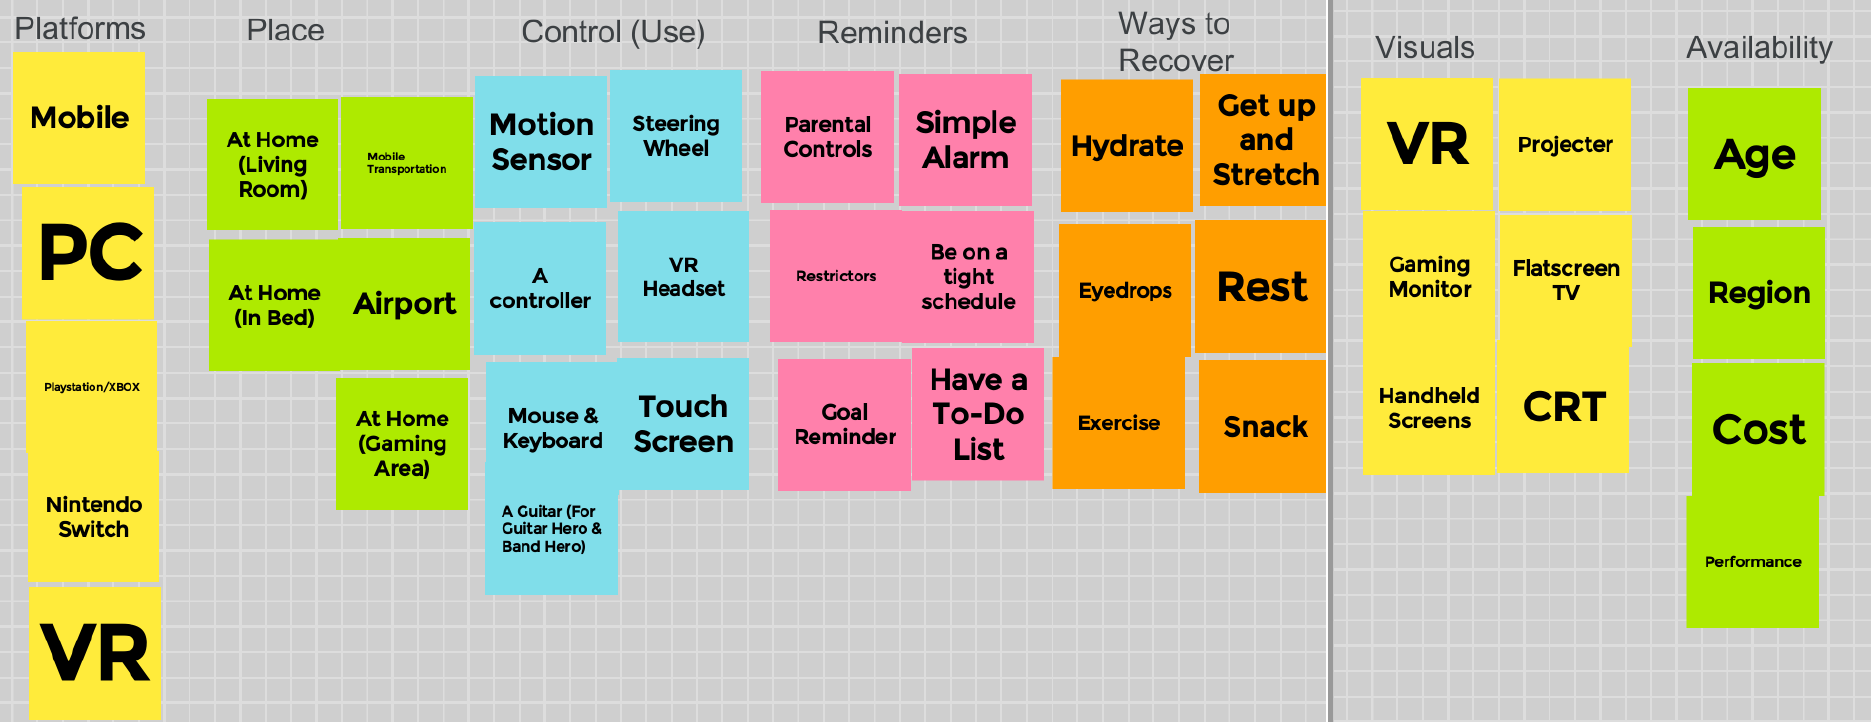 Platforms
Mobile
PC
Playstation/XBOX
Nintendo
Switch
VR
Place
At Home
(Living
Room)
Mobile
Transportation
At Home
(In Bed)
Airport
At Home
(Gaming
Area)
Control (Use)
Motion
Sensor
Steering
Wheel
A
controller
VR
Headset
Mouse &
Keyboard
Touch
Screen
A Guitar (For
Guitar Hero &
Band Hero)
Reminders
Parental
Controls
Simple
Alarm
Restrictors
Be on a
tight
schedule
Goal
Reminder
Have a
To-Do
List
Ways to
Recover
Hydrate
Get up
and
Stretch
Eyedrops
Rest
Exercise
Snack
Visuals
VR
Projecter
Gaming
Monitor
Flatscreen
TV
Handheld
Screens
CRT
Availability
Age
Region
Cost
Performance